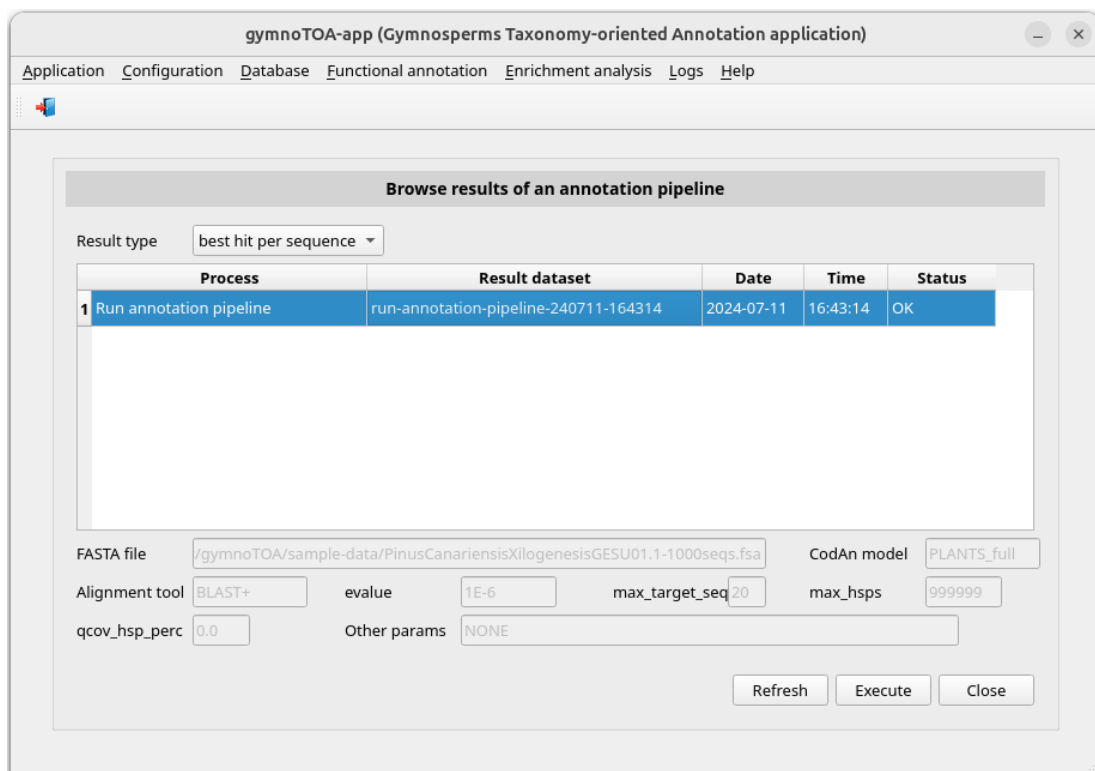 gymnoTOA-app (Gymnosperms Taxonomy-oriented Annotation application)
Application Configuration Database Functional annotation Enrichment analysis Logs Help
Browse results of an annotation pipeline
Result type best hit per sequence
Process Result dataset Date Time Status
1 Run annotation pipeline run-annotation-pipeline-240711-164314 2024-07-11 16:43:14 OK
FASTA file /gymnoTOA/sample-data/PinusCanariensisXilogenesisGESU01.1-1000seqs.fsa CodAn model PLANTS_full
Alignment tool BLAST+ evalue 1E-6 max_target_seq 20 max_hsps 999999
qcov_hsp_perc 0.0 Other params NONE
Refresh Execute Close